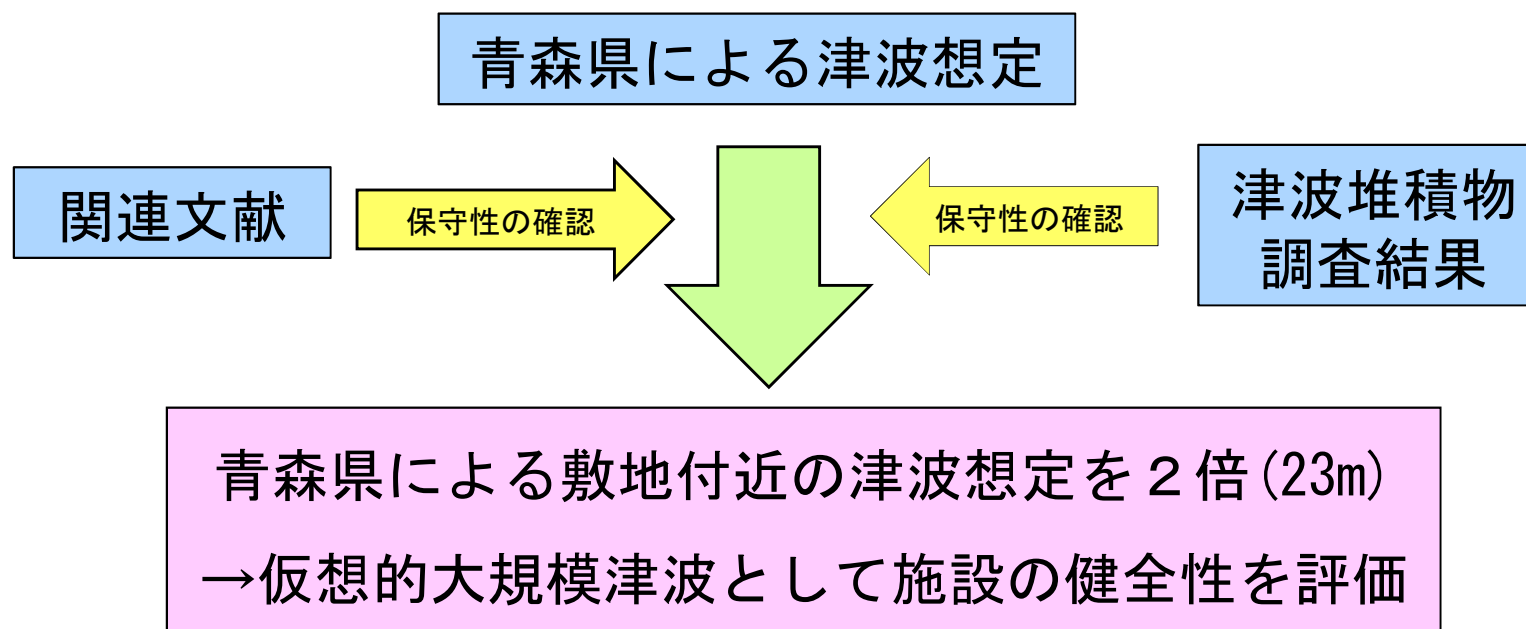 青森県による津波想定
関連文献
保守性の確認
保守性の確認
津波堆積物
調査結果
青森県による敷地付近の津波想定を２倍(23m)
→仮想的大規模津波として施設の健全性を評価